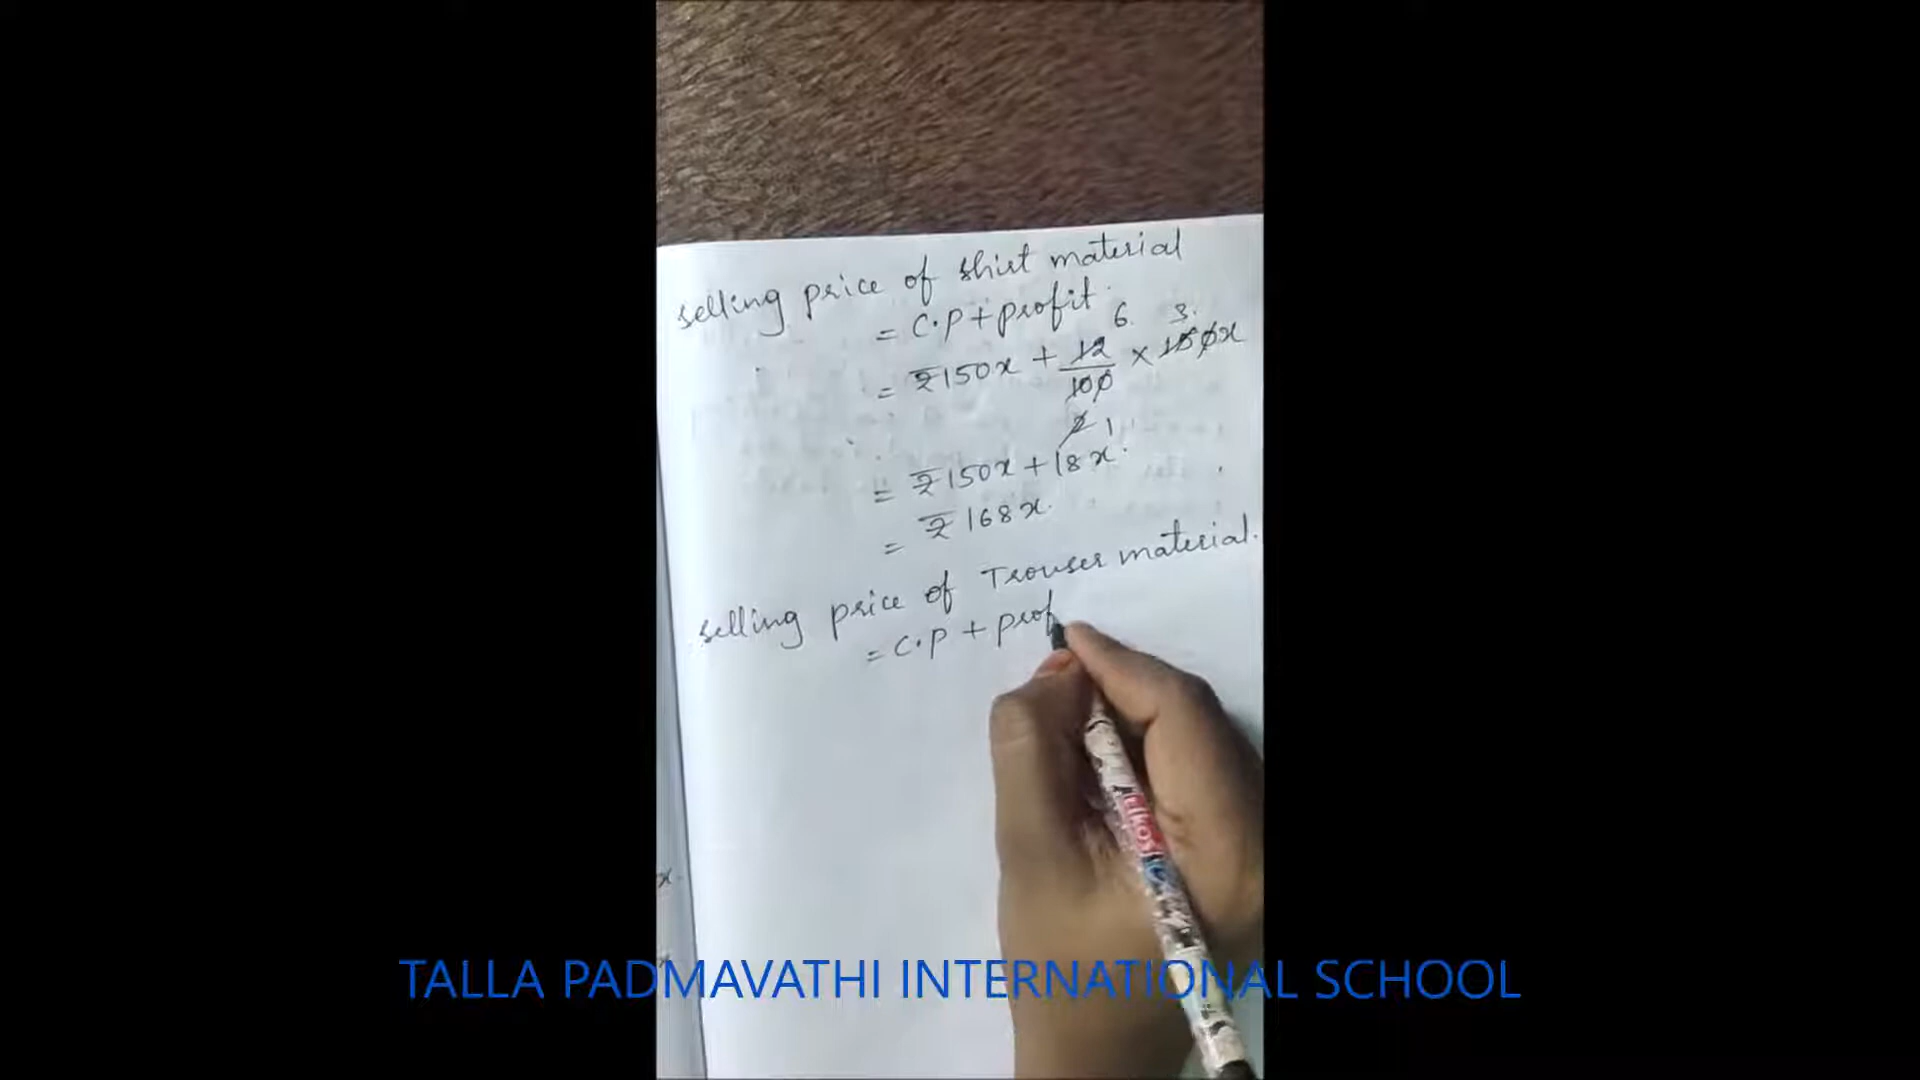 selling price of shirt material
= C.P + profit.
6. 3.
= ₹150x + 12/100 × 150x
2 1
= ₹150x + 18x.
= ₹168x.
selling price of Trouser material.
= C.P + prof
x.
x
elkos
TALLA PADMAVATHI INTERNATIONAL SCHOOL